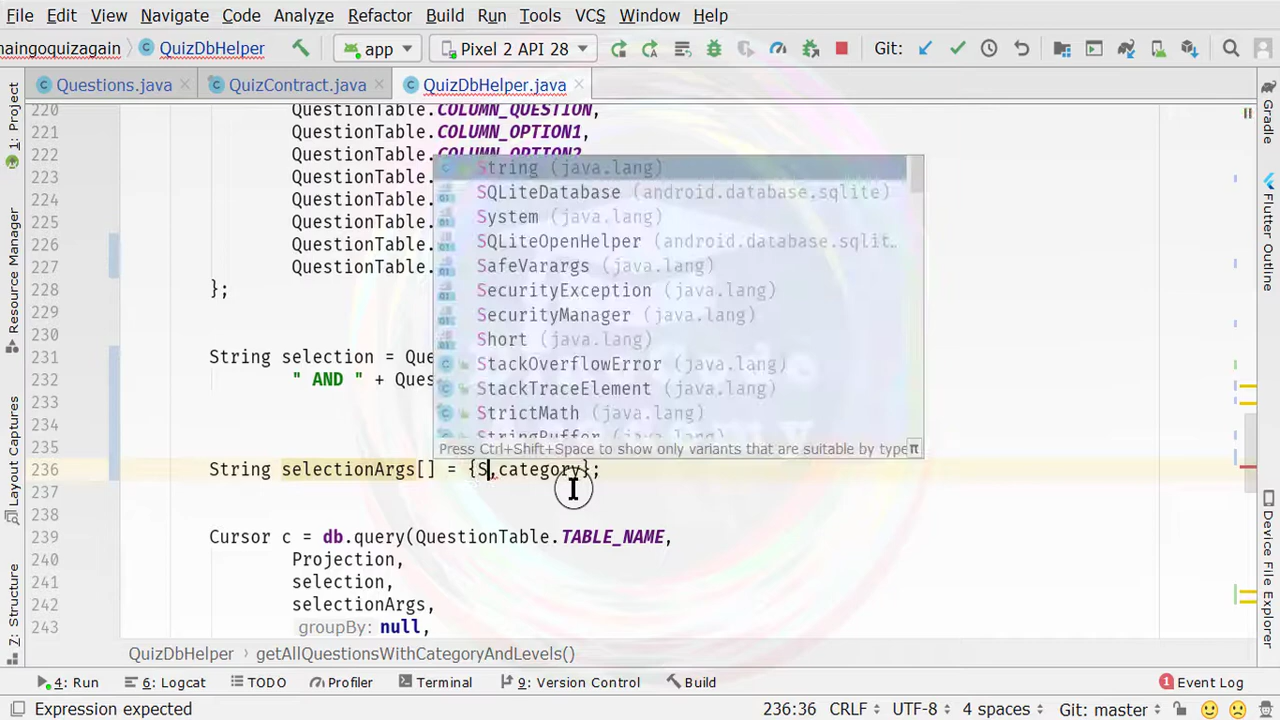 File Edit View Navigate Code Analyze Refactor Build Run Tools VCS Window Help
naingoquizagain QuizDbHelper app Pixel 2 API 28 Git:
Questions.java QuizContract.java QuizDbHelper.java
220 QuestionTable.COLUMN_QUESTION,
221 QuestionTable.COLUMN_OPTION1,
222 QuestionTable.COLUMN_OPTION2
223 QuestionTable.
224 QuestionTable.
225 QuestionTable.
226 QuestionTable.
227 QuestionTable.
228 };
229
230
231 String selection = Que
232 " AND " + Ques
233
234
235
236 String selectionArgs[] = {S,category};
237
238
239 Cursor c = db.query(QuestionTable.TABLE_NAME,
240 Projection,
241 selection,
242 selectionArgs,
243 groupBy: null,
String (java.lang)
SQLiteDatabase (android.database.sqlite)
System (java.lang)
SQLiteOpenHelper (android.database.sqlit...
SafeVarargs (java.lang)
SecurityException (java.lang)
SecurityManager (java.lang)
Short (java.lang)
StackOverflowError (java.lang)
StackTraceElement (java.lang)
StrictMath (java.lang)
StringBuffer (java.lang)
Press Ctrl+Shift+Space to show only variants that are suitable by type π
1: Project
Resource Manager
Layout Captures
Z: Structure
Gradle
Flutter Outline
Device File Explorer
QuizDbHelper getAllQuestionsWithCategoryAndLevels()
4: Run 6: Logcat TODO Profiler Terminal 9: Version Control Build 1 Event Log
Expression expected 236:36 CRLF UTF-8 4 spaces Git: master